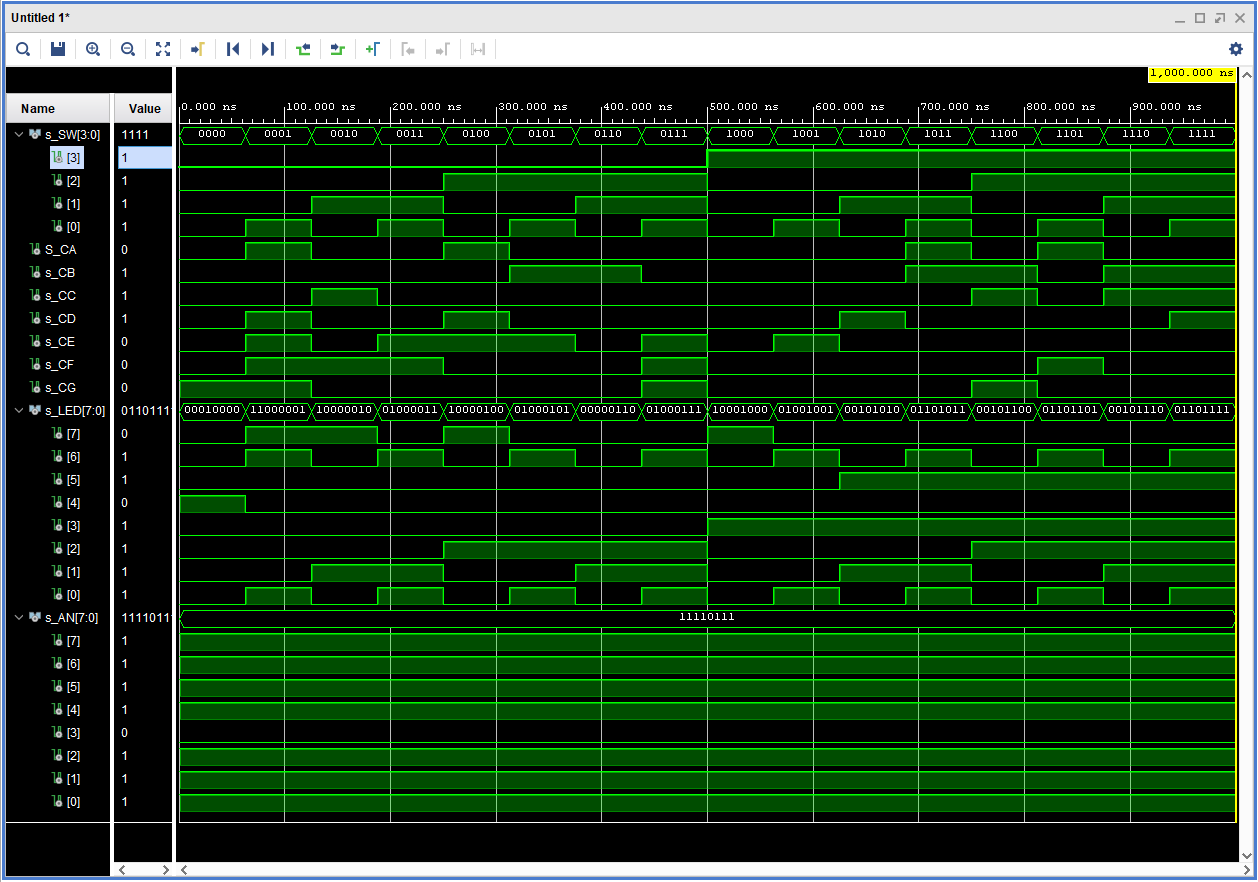 Untitled 1*
1,000.000 ns
Name Value 0.000 ns 100.000 ns 200.000 ns 300.000 ns 400.000 ns 500.000 ns 600.000 ns 700.000 ns 800.000 ns 900.000 ns
s_SW[3:0] 1111 0000 0001 0010 0011 0100 0101 0110 0111 1000 1001 1010 1011 1100 1101 1110 1111
[3] 1
[2] 1
[1] 1
[0] 1
S_CA 0
s_CB 1
s_CC 1
s_CD 1
s_CE 0
s_CF 0
s_CG 0
s_LED[7:0] 01101111 00010000 11000001 10000010 01000011 10000100 01000101 00000110 01000111 10001000 01001001 00101010 01101011 00101100 01101101 00101110 01101111
[7] 0
[6] 1
[5] 1
[4] 0
[3] 1
[2] 1
[1] 1
[0] 1
s_AN[7:0] 11110111 11110111
[7] 1
[6] 1
[5] 1
[4] 1
[3] 0
[2] 1
[1] 1
[0] 1